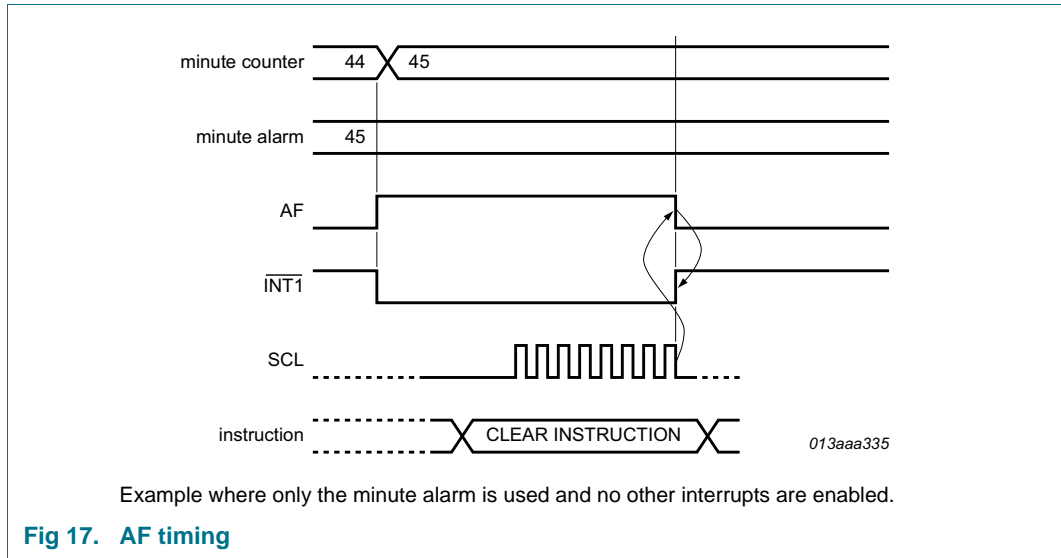 minute counter 44 45
minute alarm 45
AF
INT1
SCL
instruction CLEAR INSTRUCTION
013aaa335
Example where only the minute alarm is used and no other interrupts are enabled.
Fig 17. AF timing